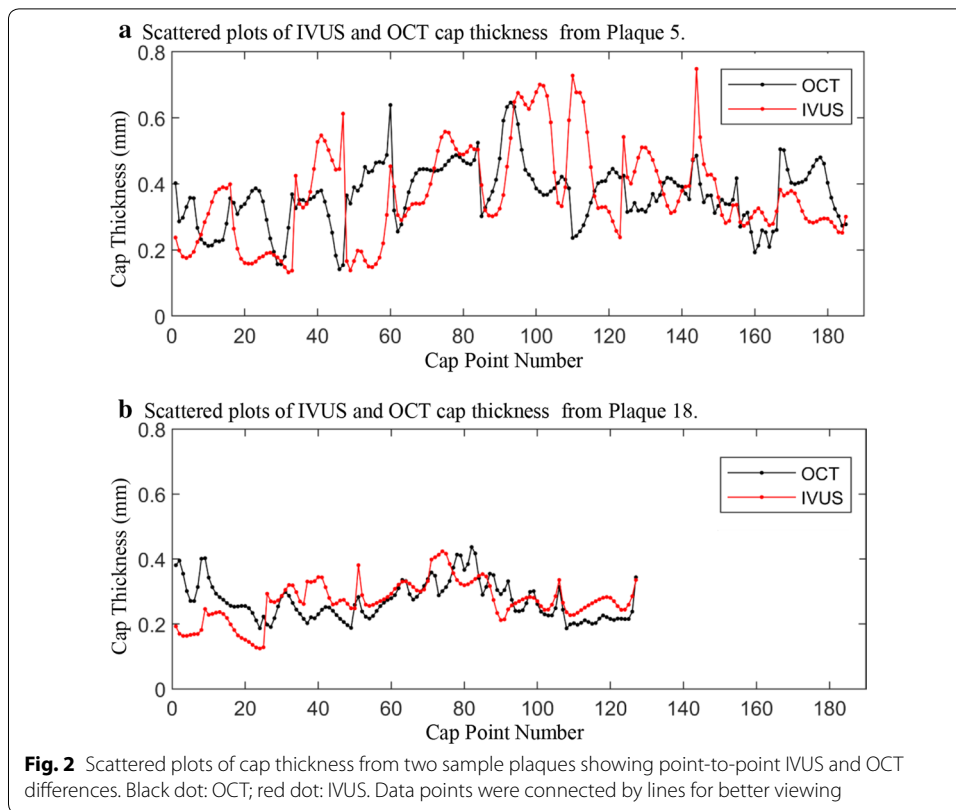 a Scattered plots of IVUS and OCT cap thickness from Plaque 5.
0.8
0.6
0.4
0.2
0
Cap Thickness (mm)
OCT
IVUS
0 20 40 60 80 100 120 140 160 180
Cap Point Number
b Scattered plots of IVUS and OCT cap thickness from Plaque 18.
0.8
0.6
0.4
0.2
0
Cap Thickness (mm)
OCT
IVUS
0 20 40 60 80 100 120 140 160 180
Cap Point Number
Fig. 2 Scattered plots of cap thickness from two sample plaques showing point-to-point IVUS and OCT
differences. Black dot: OCT; red dot: IVUS. Data points were connected by lines for better viewing